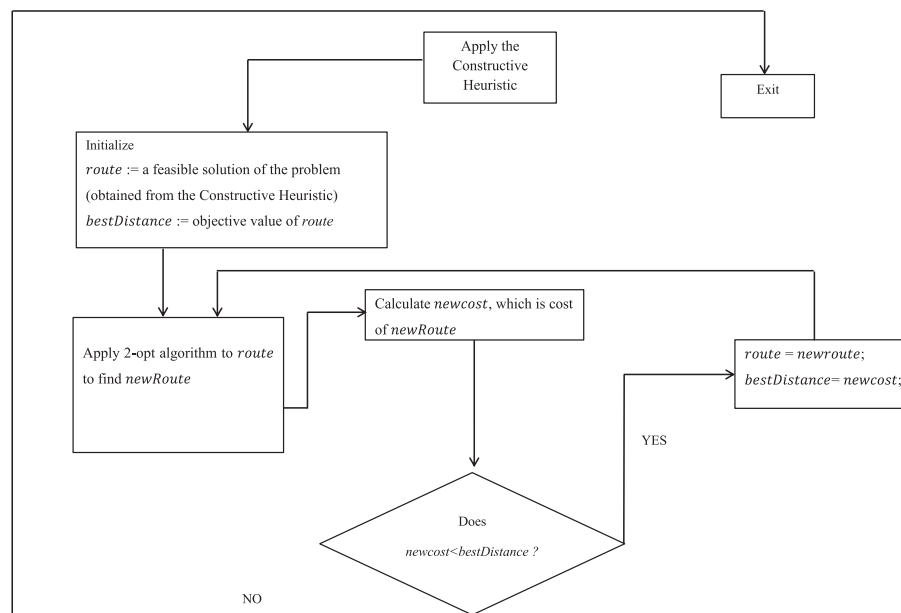 Apply the
Constructive
Heuristic
Exit
Initialize
route := a feasible solution of the problem
(obtained from the Constructive Heuristic)
bestDistance := objective value of route
Calculate newcost, which is cost
of newRoute
Apply 2-opt algorithm to route
to find newRoute
route = newroute;
bestDistance= newcost;
YES
Does
newcost<bestDistance ?
NO